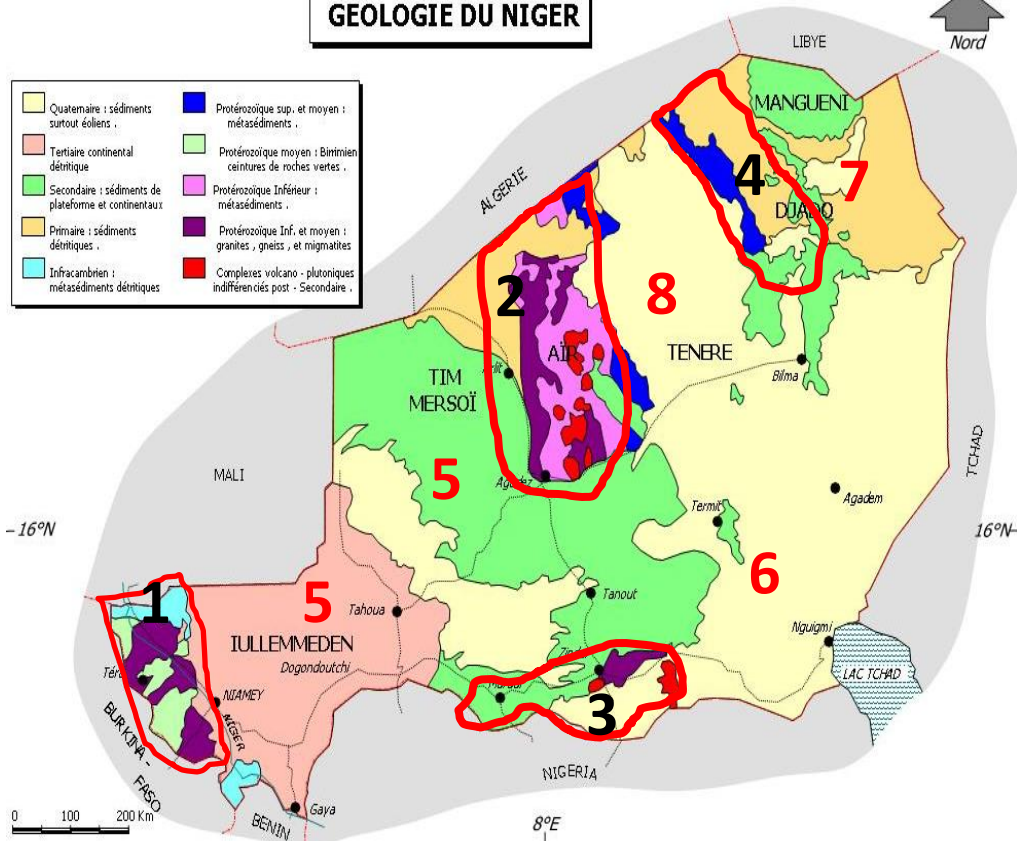 GEOLOGIE DU NIGER
Nord
Quaternaire : sédiments
surtout éoliens .
Tertiaire continental
détritique
Secondaire : sédiments de
plateforme et continentaux
Primaire : sédiments
détritiques .
Infracambrien :
métasédiments détritiques
Protérozoïque sup. et moyen :
métasédiments .
Protérozoïque moyen : Birrimien
ceintures de roches vertes .
Protérozoïque Inférieur :
métasédiments .
Protérozoïque Inf. et moyen :
granites , gneiss , et migmatites
Complexes volcano - plutoniques
indifférenciés post - Secondaire .
LIBYE
MANGUENI
ALGERIE
4
7
DJADO
2
8
AÏR
TENERE
TIM
MERSOÏ
Bilma
MALI
5
Agadez
TCHAD
Agadem
Termit
16°N
16°N
6
1
5
Tahoua
Tanout
IULLEMMEDEN
Dogondoutchi
Nguigmi
LAC TCHAD
NIAMEY
NIGER
3
BURKINA -
FASO
NIGERIA
BENIN
Gaya
0 100 200 Km
8°E